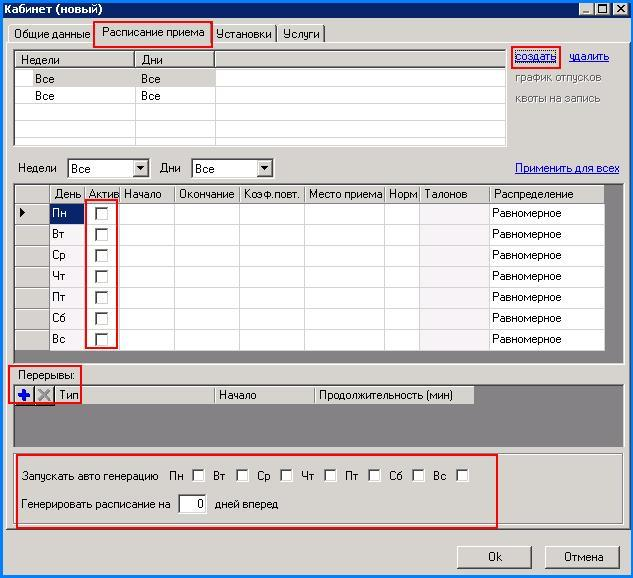 Кабинет (новый)
Общие данные Расписание приема Установки Услуги
Недели Дни
создать удалить
Все Все
график отпусков
Все Все
квоты на запись
Недели Все Дни Все Применить для всех
День Актив Начало Окончание Коэф.повт. Место приема Норм Талонов Распределение
Пн Равномерное
Вт Равномерное
Ср Равномерное
Чт Равномерное
Пт Равномерное
Сб Равномерное
Вс Равномерное
Перерывы:
Тип Начало Продолжительность (мин)
Запускать авто генерацию Пн Вт Ср Чт Пт Сб Вс
Генерировать расписание на 0 дней вперед
Ok Отмена